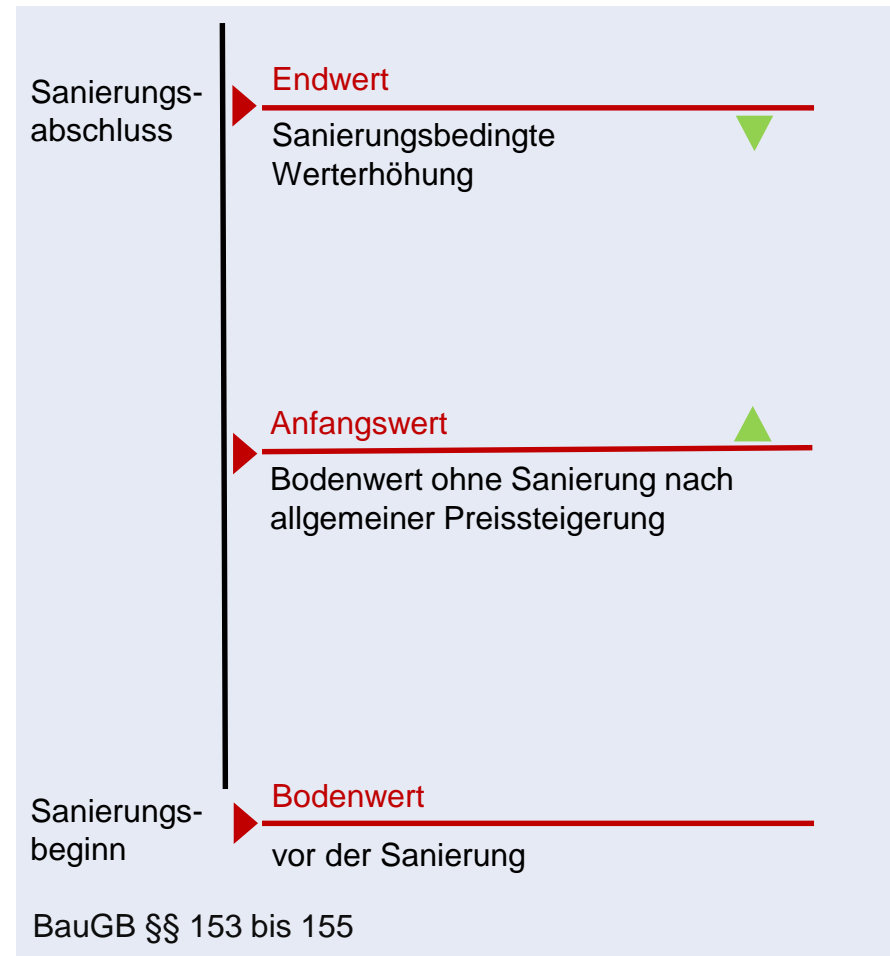 Endwert
Sanierungs-
abschluss
Sanierungsbedingte
Werterhöhung
Anfangswert
Bodenwert ohne Sanierung nach
allgemeiner Preissteigerung
Bodenwert
Sanierungs-
beginn
vor der Sanierung
BauGB §§ 153 bis 155